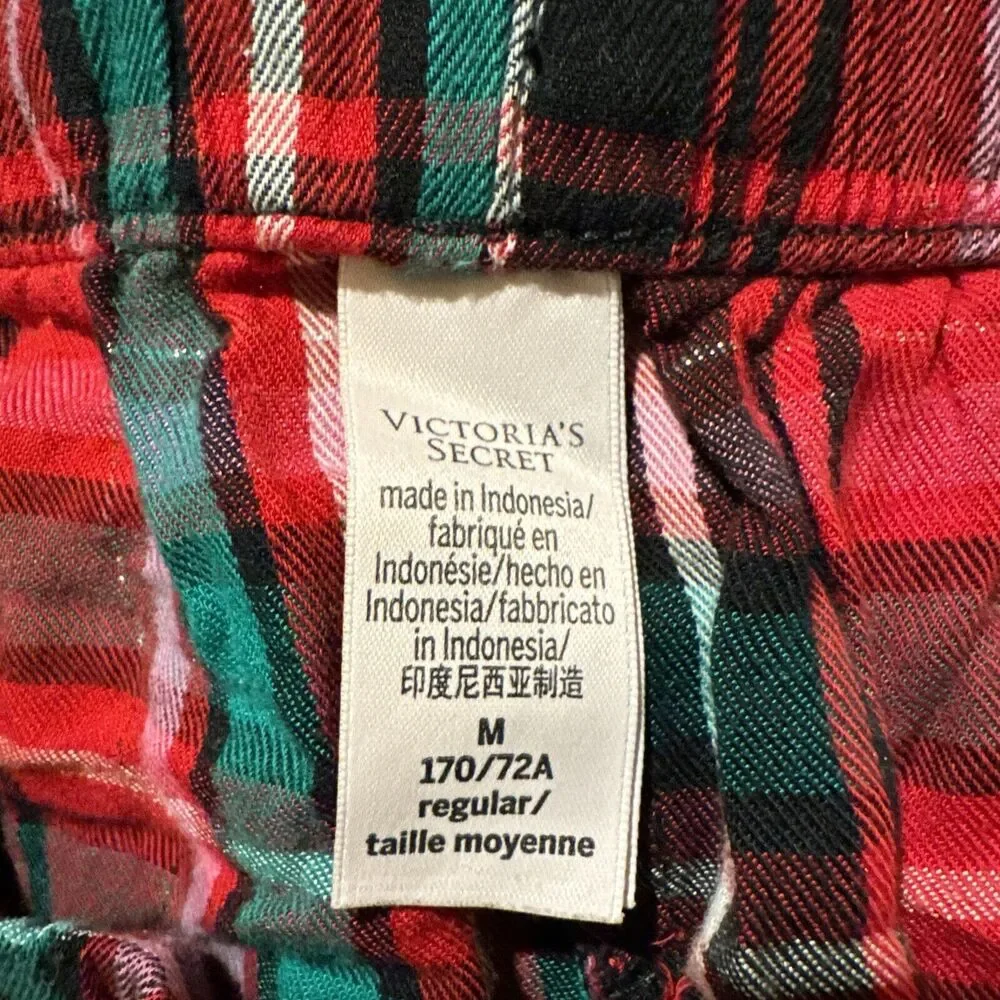 VICTORIA'S
SECRET
made in Indonesia/
fabriqué en
Indonésie/hecho en
Indonesia/fabbricato
in Indonesia/
印度尼西亚制造
M
170/72A
regular/
taille moyenne